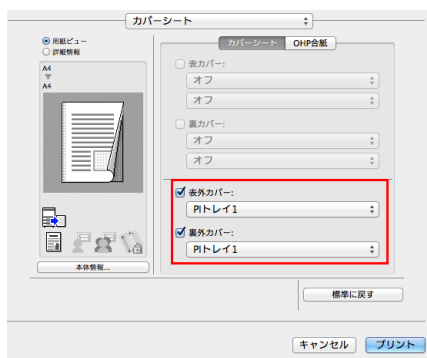 カバーシート
用紙ビュー
詳細情報
A4
A4
本体情報...
カバーシート OHP合紙
表カバー:
オフ
オフ
裏カバー:
オフ
オフ
表外カバー:
PIトレイ1
裏外カバー:
PIトレイ1
標準に戻す
キャンセル プリント